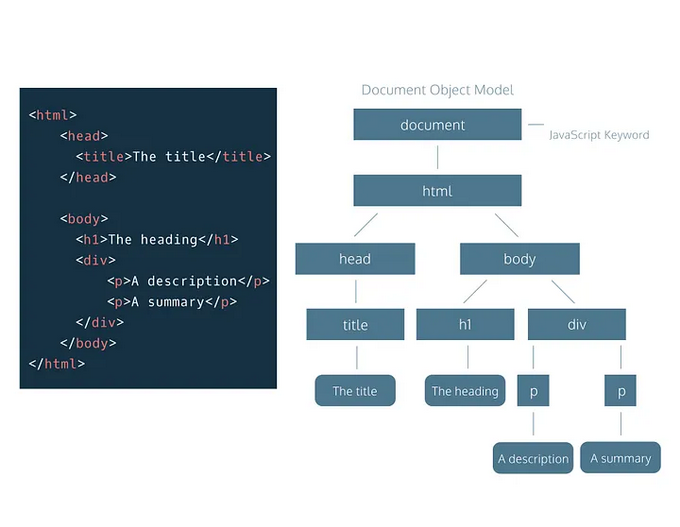 <html>
<head>
<title>The title</title>
</head>
<body>
<h1>The heading</h1>
<div>
<p>A description</p>
<p>A summary</p>
</div>
</body>
</html>
Document Object Model
document
JavaScript Keyword
html
head body
title h1 div
The title The heading p p
A description A summary